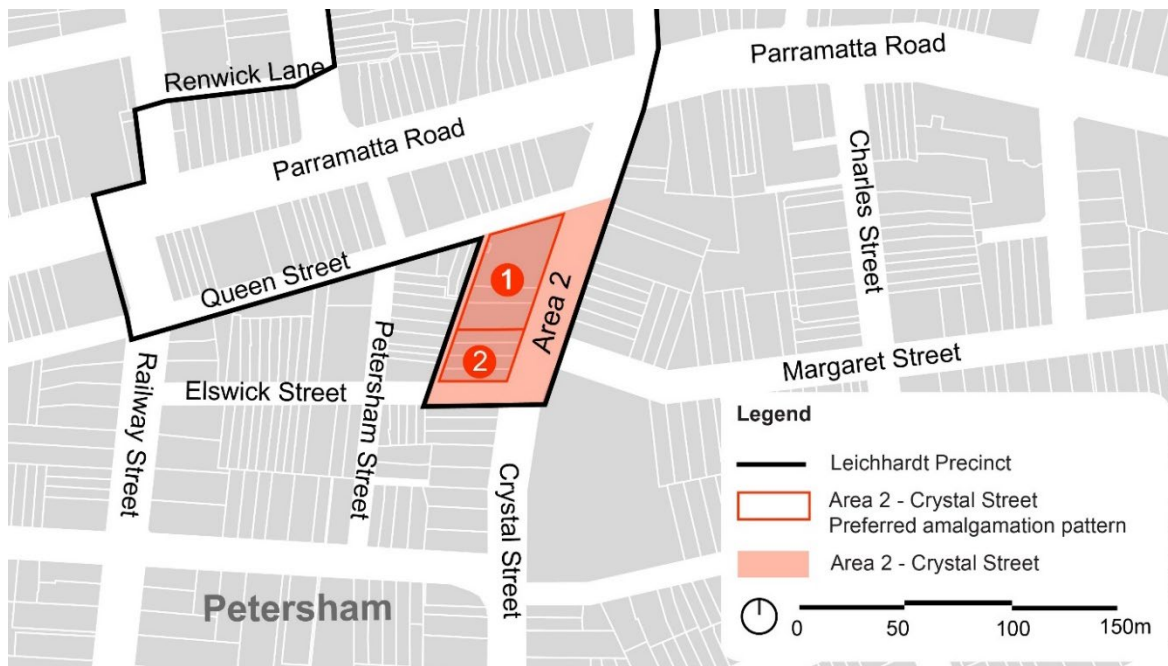 Parramatta Road
Renwick Lane
Parramatta Road
Charles Street
Queen Street
1
Area 2
Petersham Street
2
Margaret Street
Railway Street
Elswick Street
Crystal Street
Petersham
Legend
Leichhardt Precinct
Area 2 - Crystal Street
Preferred amalgamation pattern
Area 2 - Crystal Street
0 50 100 150m